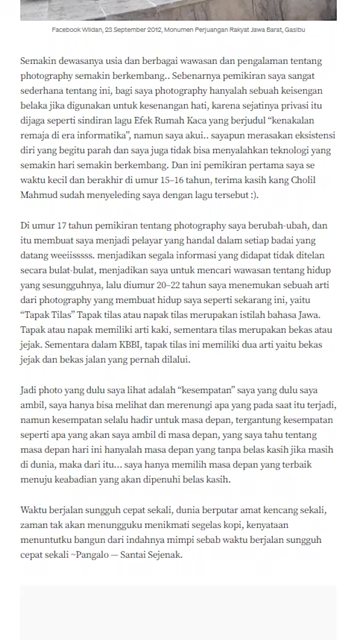 Facebook Wildan, 23 September 2012, Monumen Perjuangan Rakyat Jawa Barat, Gasibu
Semakin dewasanya usia dan berbagai wawasan dan pengalaman tentang
photography semakin berkembang.. Sebenarnya pemikiran saya sangat
sederhana tentang ini, bagi saya photography hanyalah sebuah keisengan
belaka jika digunakan untuk kesenangan hati, karena sejatinya privasi itu
dijaga seperti sindiran lagu Efek Rumah Kaca yang berjudul “kenakalan
remaja di era informatika”, namun saya akui.. sayapun merasakan eksistensi
diri yang begitu parah dan saya juga tidak bisa menyalahkan teknologi yang
semakin hari semakin berkembang. Dan ini pemikiran pertama saya se
waktu kecil dan berakhir di umur 15–16 tahun, terima kasih kang Cholil
Mahmud sudah menyeleding saya dengan lagu tersebut :).
Di umur 17 tahun pemikiran tentang photography saya berubah-ubah, dan
itu membuat saya menjadi pelayar yang handal dalam setiap badai yang
datang weeiisssss. menjadikan segala informasi yang didapat tidak ditelan
secara bulat-bulat, menjadikan saya untuk mencari wawasan tentang hidup
yang sesungguhnya, lalu diumur 20–22 tahun saya menemukan sebuah arti
dari photography yang membuat hidup saya seperti sekarang ini, yaitu
“Tapak Tilas” Tapak tilas atau napak tilas merupakan istilah bahasa Jawa.
Tapak atau napak memiliki arti kaki, sementara tilas merupakan bekas atau
jejak. Sementara dalam KBBI, tapak tilas ini memiliki dua arti yaitu bekas
jejak dan bekas jalan yang pernah dilalui.
Jadi photo yang dulu saya lihat adalah “kesempatan” saya yang dulu saya
ambil, saya hanya bisa melihat dan merenungi apa yang pada saat itu terjadi,
namun kesempatan selalu hadir untuk masa depan, tergantung kesempatan
seperti apa yang akan saya ambil di masa depan, yang saya tahu tentang
masa depan hari ini hanyalah masa depan yang tanpa belas kasih jika masih
di dunia, maka dari itu... saya hanya memilih masa depan yang terbaik
menuju keabadian yang akan dipenuhi belas kasih.
Waktu berjalan sungguh cepat sekali, dunia berputar amat kencang sekali,
zaman tak akan menungguku menikmati segelas kopi, kenyataan
menuntutku bangun dari indahnya mimpi sebab waktu berjalan sungguh
cepat sekali ~Pangalo — Santai Sejenak.